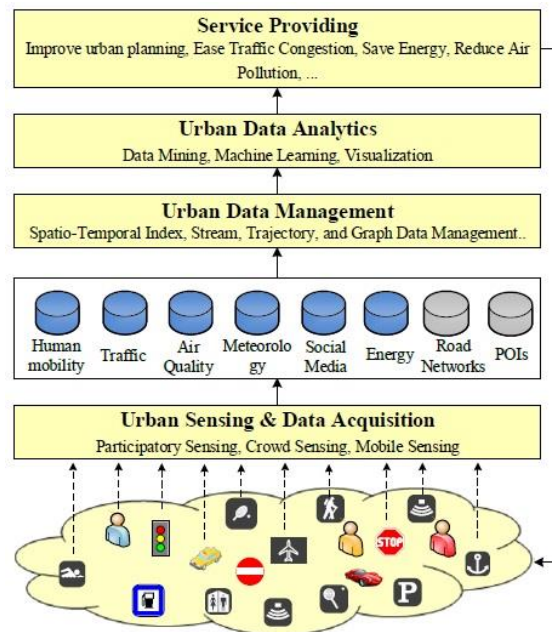 Service Providing
Improve urban planning, Ease Traffic Congestion, Save Energy, Reduce Air
Pollution, ...
Urban Data Analytics
Data Mining, Machine Learning, Visualization
Urban Data Management
Spatio-Temporal Index, Stream, Trajectory, and Graph Data Management..
Human
mobility
Traffic
Air
Quality
Meteorolo
gy
Social
Media
Energy
Road
Networks
POIs
Urban Sensing & Data Acquisition
Participatory Sensing, Crowd Sensing, Mobile Sensing
STOP
P